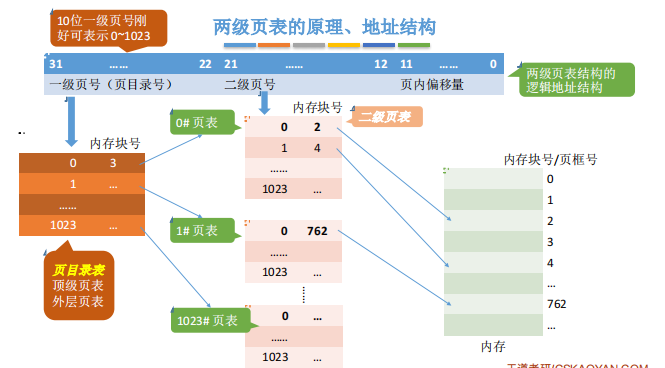 两级页表的原理、地址结构
10位一级页号刚
好可表示 0~1023
31 …… 22 21 …… 12 11 …… 0
一级页号（页目录号） 二级页号 页内偏移量
两级页表结构的
逻辑地址结构
内存块号
0 3
1 …
……
1023 …
页目录表
顶级页表
外层页表
0# 页表
内存块号
二级页表
0 2
1 4
……
1023 …
1# 页表
0 762
……
1023 …
……
1023# 页表
0 …
……
1023 …
内存块号/页框号
0
1
2
3
4
…
762
…
内存
王道考研/CSKAOYAN.COM